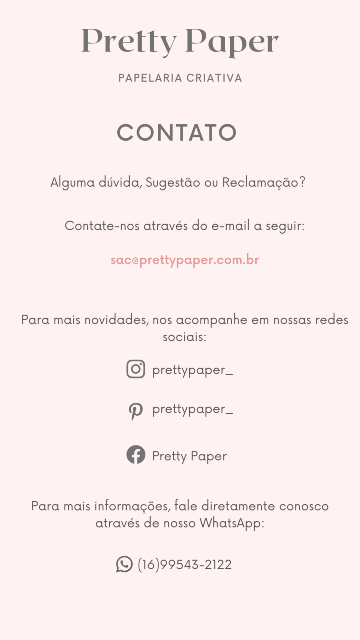 Pretty Paper
PAPELARIA CRIATIVA
CONTATO
Alguma dúvida, Sugestão ou Reclamação?
Contate-nos através do e-mail a seguir:
sac@prettypaper.com.br
Para mais novidades, nos acompanhe em nossas redes
sociais:
prettypaper_
prettypaper_
Pretty Paper
Para mais informações, fale diretamente conosco
através de nosso WhatsApp:
(16)99543-2122